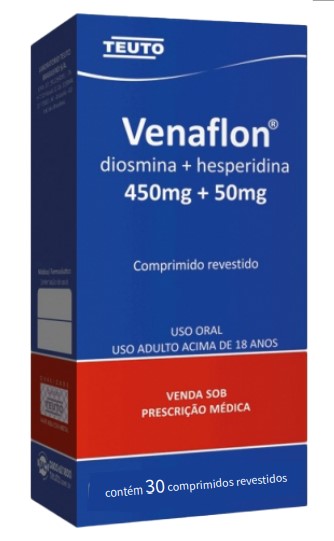 TEUTO
Venaflon®
diosmina + hesperidina
450mg + 50mg
Comprimido revestido
USO ORAL
USO ADULTO ACIMA DE 18 ANOS
VENDA SOB
PRESCRIÇÃO MÉDICA
contém 30 comprimidos revestidos